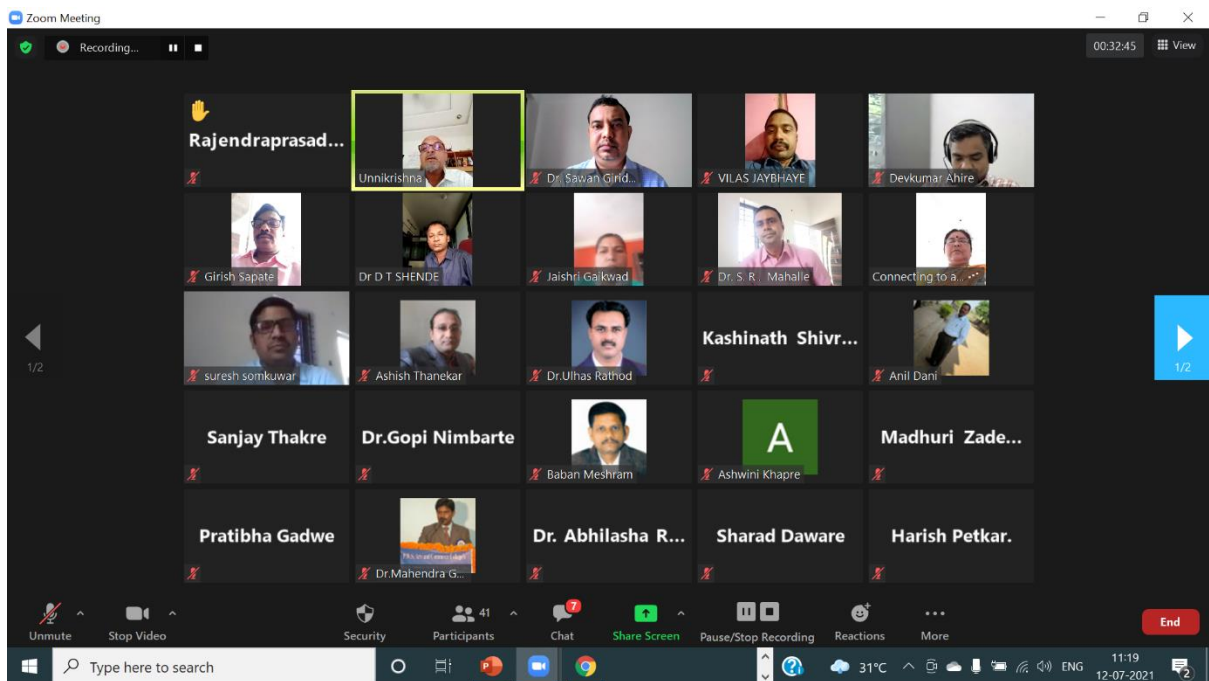 Zoom Meeting
Recording...
00:32:45
View
Rajendraprasad...
Unnikrishna
Dr. Sawan Girid...
VILAS JAYBHAYE
Devkumar Ahire
Girish Sapate
Dr D T SHENDE
Jaishri Gaikwad
Dr. S. R. Mahalle
Connecting to a...
suresh somkuwar
Ashish Thanekar
Dr.Ulhas Rathod
Kashinath Shivr...
Anil Dani
1/2
1/2
Sanjay Thakre
Dr.Gopi Nimbarte
Baban Meshram
A
Ashwini Khapre
Madhuri Zade...
Pratibha Gadwe
Dr.Mahendra G...
Dr. Abhilasha R...
Sharad Daware
Harish Petkar.
Unmute
Stop Video
Security
41
Participants
7
Chat
Share Screen
Pause/Stop Recording
Reactions
More
End
Type here to search
31°C
ENG
11:19
12-07-2021
2